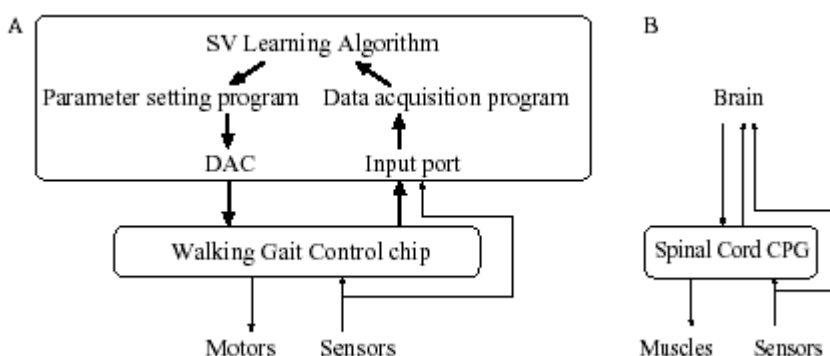 A
SV Learning Algorithm
Parameter setting program
Data acquisition program
DAC
Input port
Walking Gait Control chip
Motors
Sensors
B
Brain
Spinal Cord CPG
Muscles
Sensors